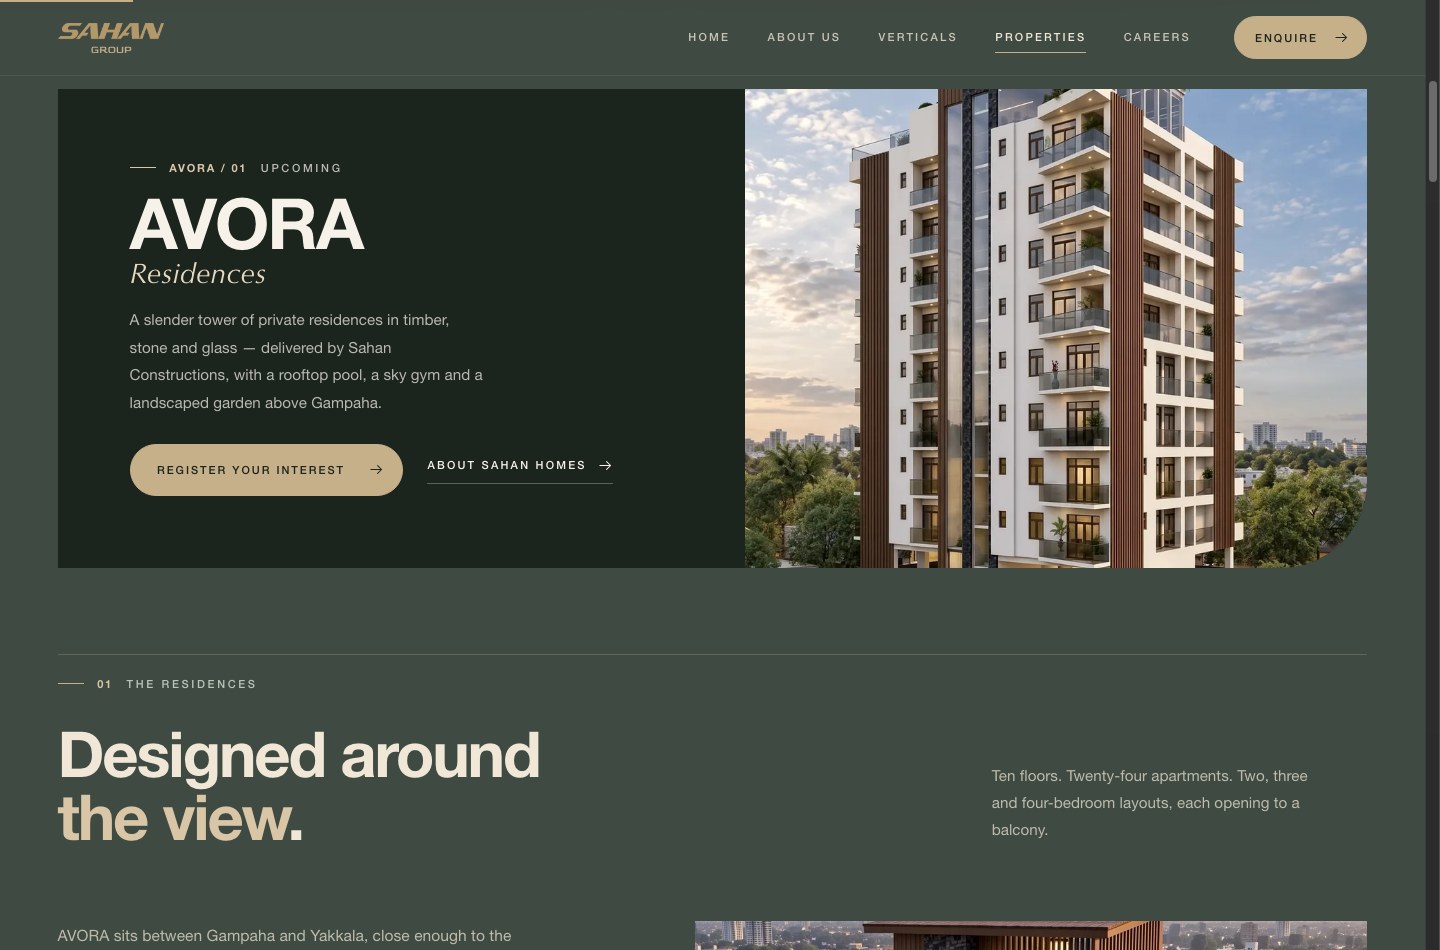 SAHAN
GROUP
HOME
ABOUT US
VERTICALS
PROPERTIES
CAREERS
ENQUIRE
AVORA / 01 UPCOMING
AVORA
Residences
A slender tower of private residences in timber,
stone and glass — delivered by Sahan
Constructions, with a rooftop pool, a sky gym and a
landscaped garden above Gampaha.
REGISTER YOUR INTEREST
ABOUT SAHAN HOMES
01 THE RESIDENCES
Designed around
the view.
Ten floors. Twenty-four apartments. Two, three
and four-bedroom layouts, each opening to a
balcony.
AVORA sits between Gampaha and Yakkala, close enough to the